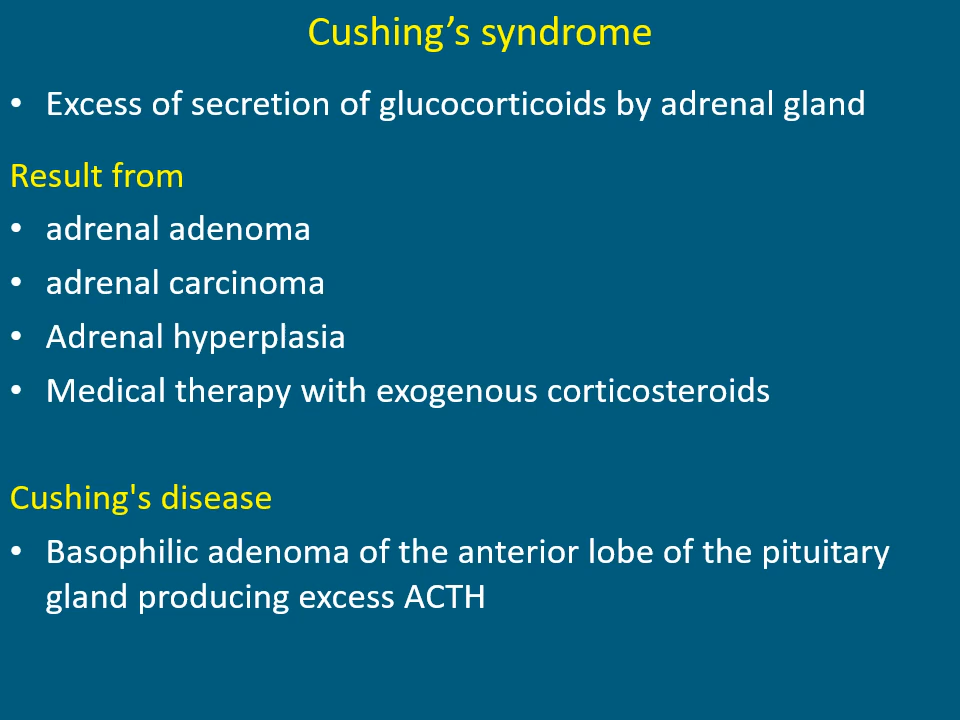 Cushing’s syndrome
• Excess of secretion of glucocorticoids by adrenal gland
Result from
• adrenal adenoma
• adrenal carcinoma
• Adrenal hyperplasia
• Medical therapy with exogenous corticosteroids
Cushing's disease
• Basophilic adenoma of the anterior lobe of the pituitary
gland producing excess ACTH